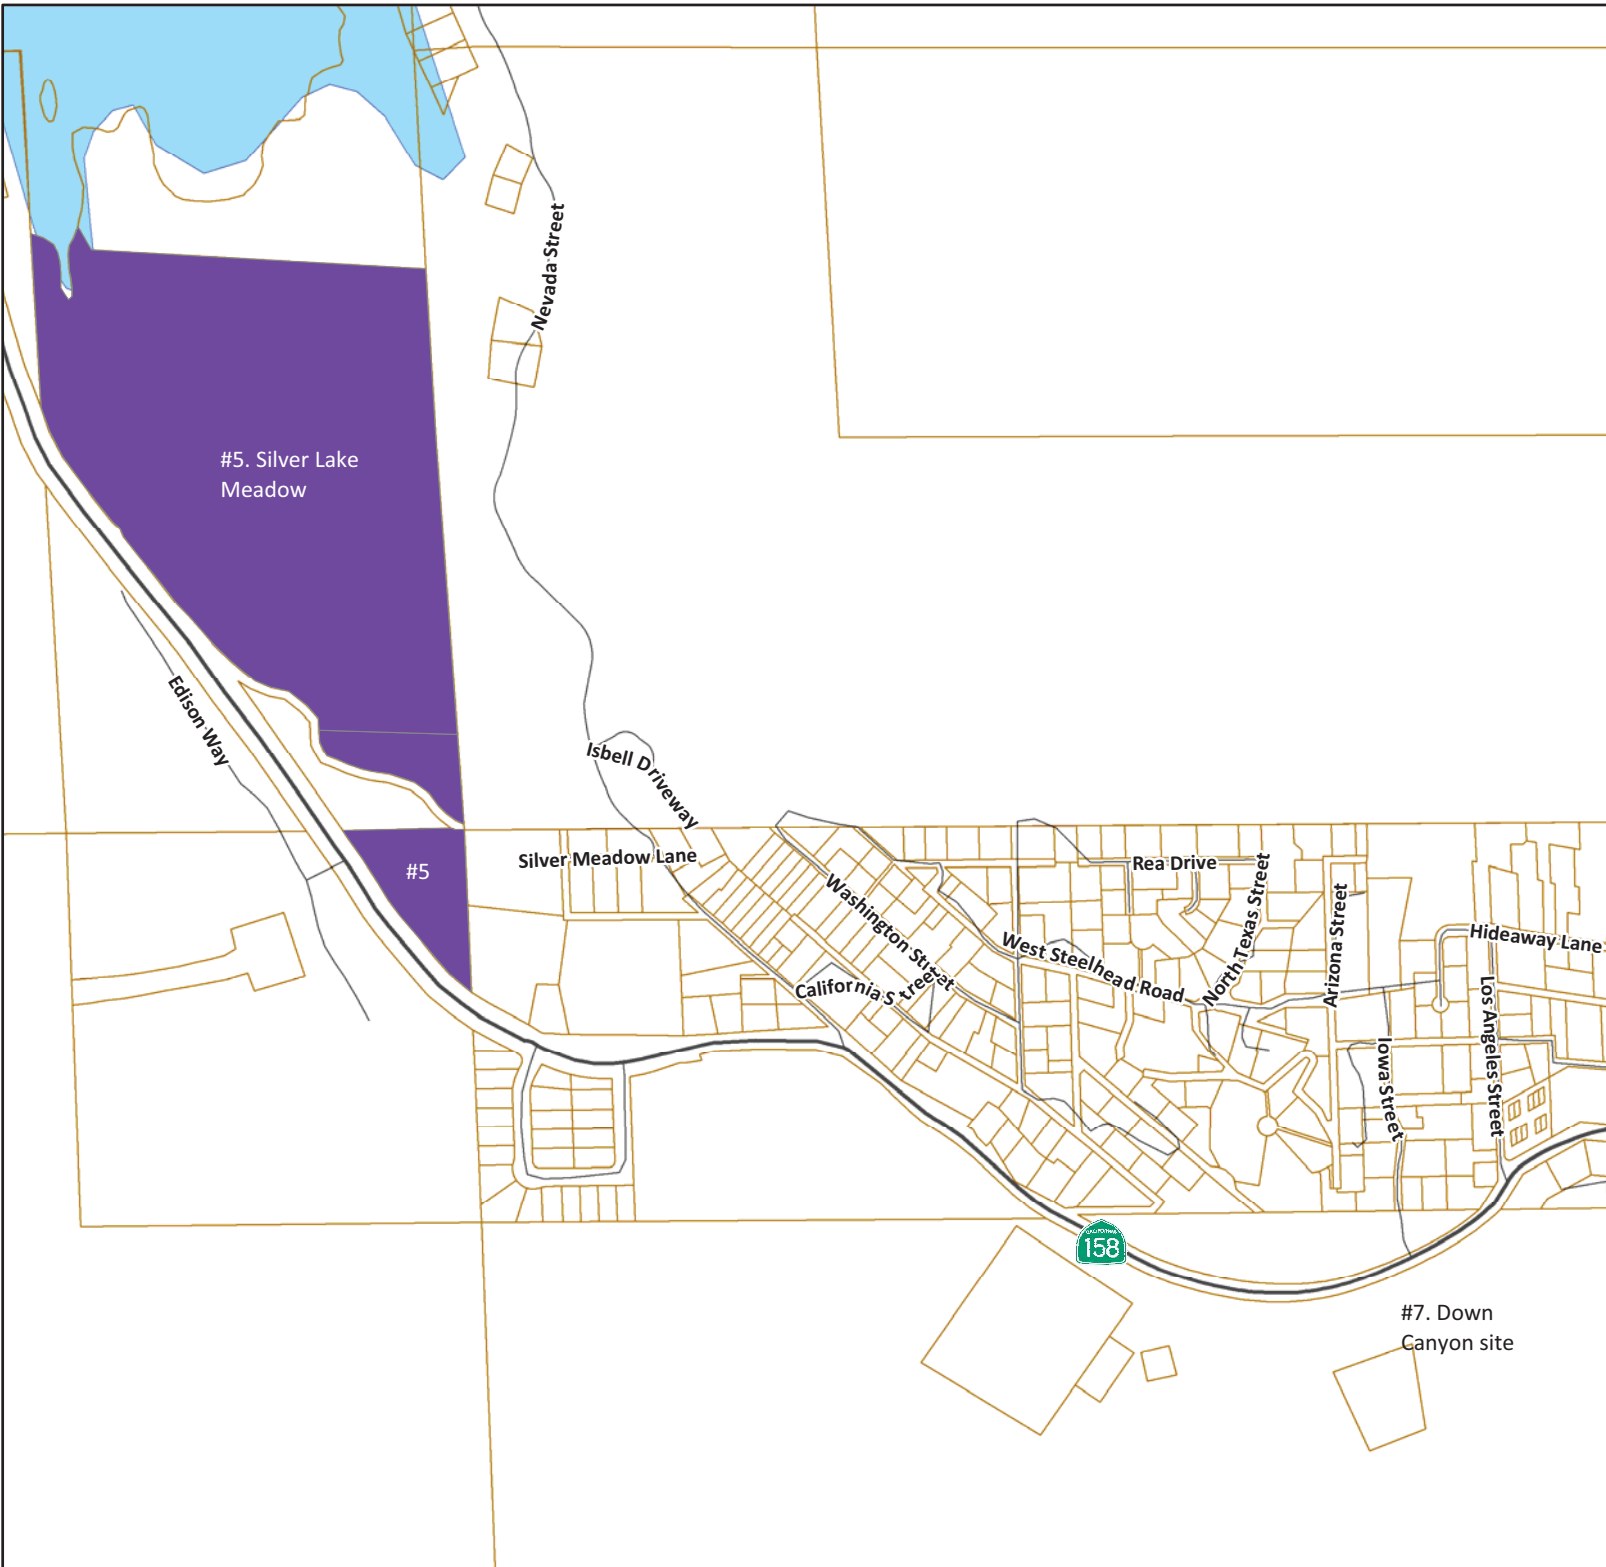 Nevada Street
#5. Silver Lake
Meadow
Edison Way
Isbell Driveway
Silver Meadow Lane
#5
Rea Drive
Washington Street
North Texas Street
Arizona Street
West Steelhead Road
Hideaway Lane
California Street
Los Angeles Street
Iowa Street
CALIFORNIA
158
#7. Down
Canyon site